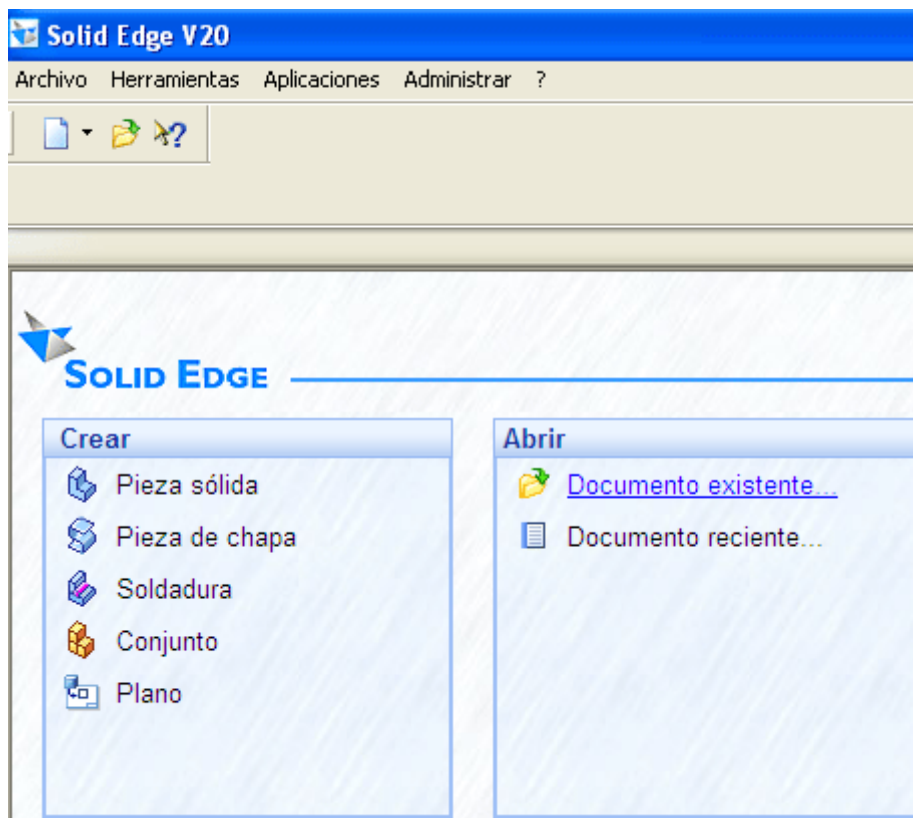 Solid Edge V20
Archivo Herramientas Aplicaciones Administrar ?
SOLID EDGE
Crear
Pieza sólida
Pieza de chapa
Soldadura
Conjunto
Plano
Abrir
Documento existente...
Documento reciente...